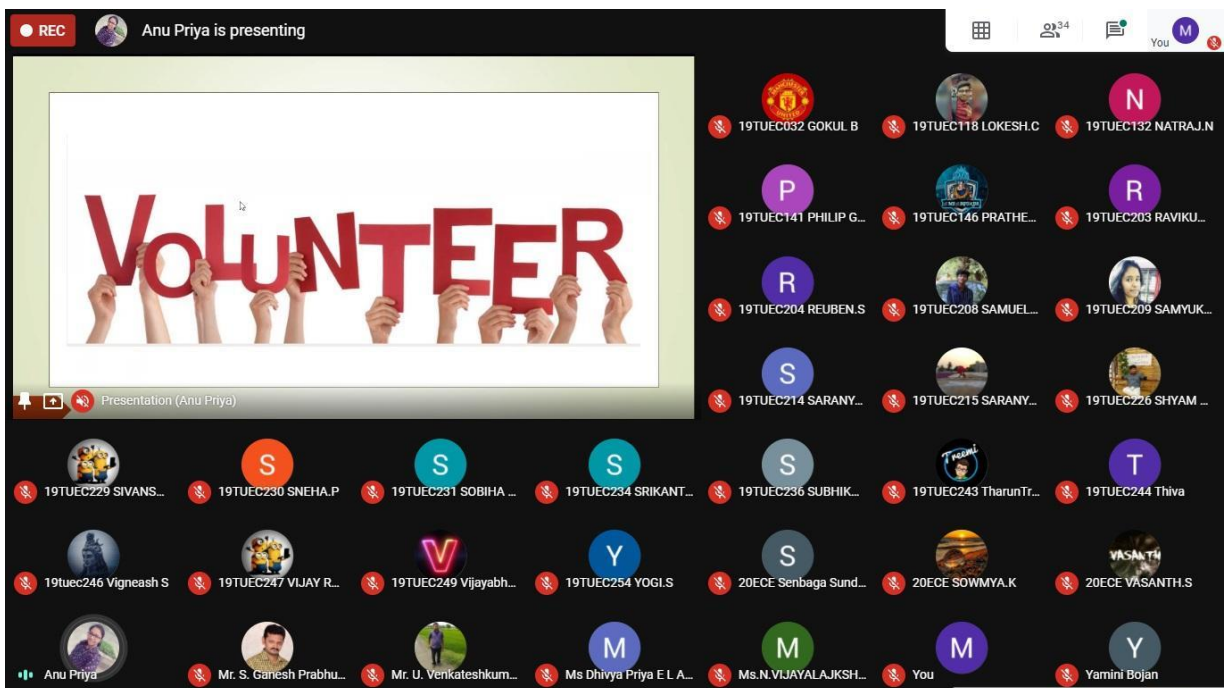 REC
Anu Priya is presenting
34
You
M
VOLUNTEER
Presentation (Anu Priya)
19TUEC032 GOKUL B
19TUEC118 LOKESH.C
N
19TUEC132 NATRAJ.N
P
19TUEC141 PHILIP G...
19TUEC146 PRATHE...
R
19TUEC203 RAVIKU...
R
19TUEC204 REUBEN.S
19TUEC208 SAMUEL...
19TUEC209 SAMYUK...
S
19TUEC214 SARANY...
19TUEC215 SARANY...
19TUEC226 SHYAM ...
19TUEC229 SIVANS...
S
19TUEC230 SNEHA.P
S
19TUEC231 SOBIHA ...
S
19TUEC234 SRIKANT...
S
19TUEC236 SUBHIK...
Treemi
19TUEC243 TharunTr...
T
19TUEC244 Thiva
19tuec246 Vigneash S
19TUEC247 VIJAY R...
V
19TUEC249 Vijayabh...
Y
19TUEC254 YOGI.S
S
20ECE Senbaga Sund...
20ECE SOWMYA.K
VASANTH
20ECE VASANTH.S
Anu Priya
Mr. S. Ganesh Prabhu...
Mr. U. Venkateshkum...
M
Ms Dhivya Priya E L A...
M
Ms.N.VIJAYALAJKSH...
M
You
Y
Yamini Bojan